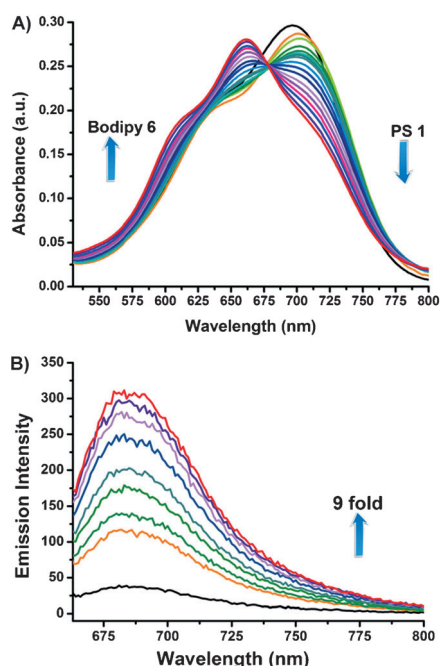 A)
0.30
0.25
0.20
0.15
0.10
0.05
0.00
Absorbance (a.u.)
Bodipy 6
PS 1
550 575 600 625 650 675 700 725 750 775 800
Wavelength (nm)
B)
350
300
250
200
150
100
50
0
Emission Intensity
9 fold
675 700 725 750 775 800
Wavelength (nm)